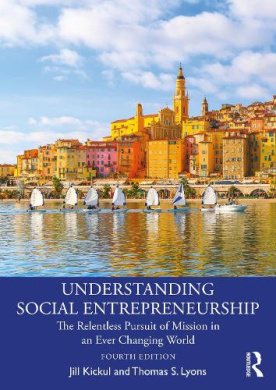 UNDERSTANDING
SOCIAL ENTREPRENEURSHIP
The Relentless Pursuit of Mission in
an Ever Changing World
FOURTH EDITION
Jill Kickul and Thomas S. Lyons
ROUTLEDGE